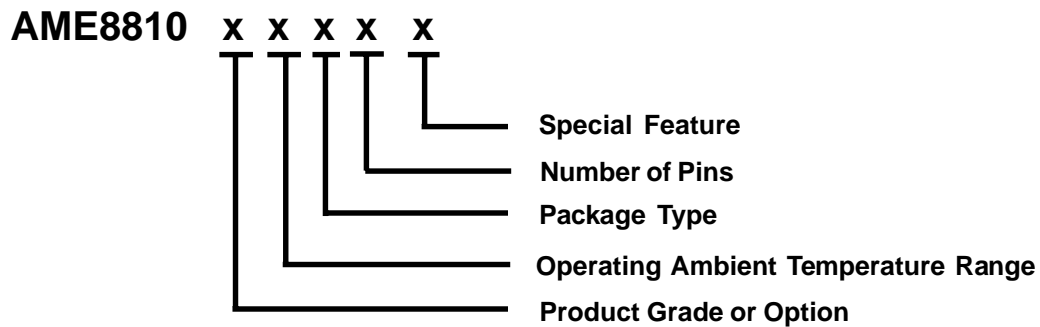 AME8810 x x x x x
Special Feature
Number of Pins
Package Type
Operating Ambient Temperature Range
Product Grade or Option